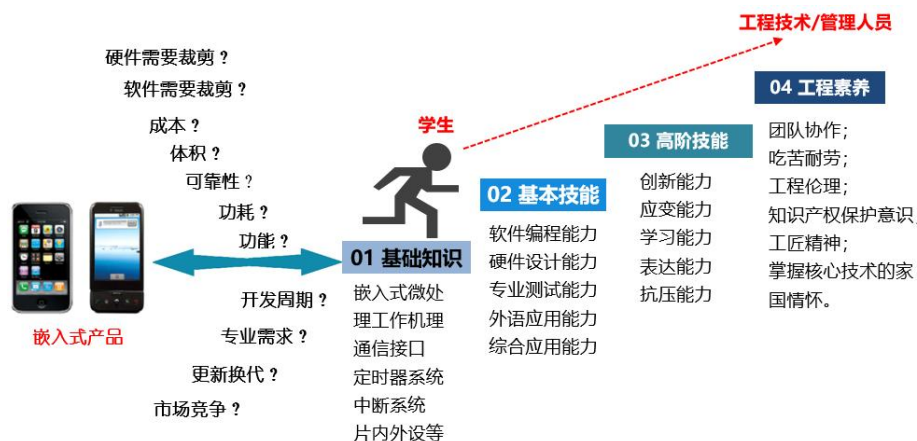 硬件需要裁剪？
软件需要裁剪？
成本？
体积？
可靠性？
功耗？
功能？
开发周期？
专业需求？
更新换代？
市场竞争？
嵌入式产品
学生
工程技术/管理人员
01 基础知识
嵌入式微处
理工作机理
通信接口
定时器系统
中断系统
片内外设等
02 基本技能
软件编程能力
硬件设计能力
专业测试能力
外语应用能力
综合应用能力
03 高阶技能
创新能力
应变能力
学习能力
表达能力
抗压能力
04 工程素养
团队协作；
吃苦耐劳；
工程伦理；
知识产权保护意识；
工匠精神；
掌握核心技术的家
国情怀。